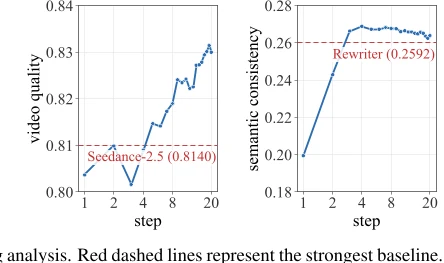 0.84
0.83
0.82
0.81
0.80
video quality
Seedance-2.5 (0.8140)
1 2 4 8 20
step
0.28
0.26
0.24
0.22
0.20
0.18
semantic consistency
Rewriter (0.2592)
1 2 4 8 20
step
g analysis. Red dashed lines represent the strongest baseline.